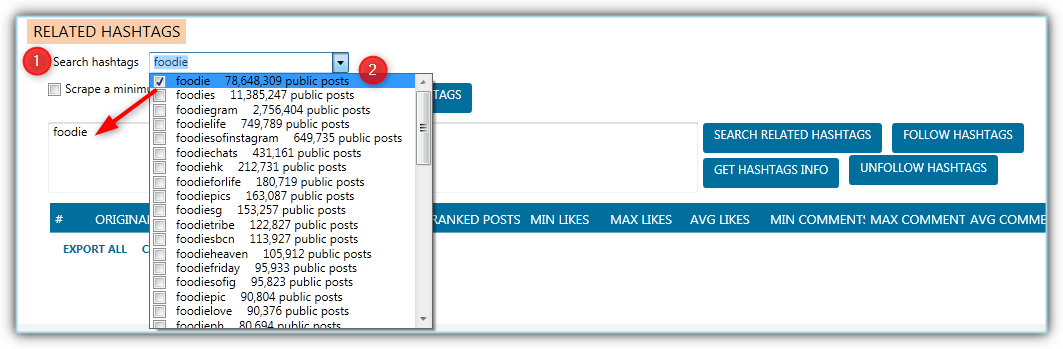 RELATED HASHTAGS
1 Search hashtags foodie 2
Scrape a minimu TAGS
foodie 78,648,309 public posts
foodies 11,385,247 public posts
foodiegram 2,756,404 public posts
foodielife 749,789 public posts
foodiesofinstagram 649,735 public posts
foodiechats 431,161 public posts
foodiehk 212,731 public posts
foodieforlife 180,719 public posts
foodiepics 163,087 public posts
foodiesg 153,257 public posts
foodietribe 122,827 public posts
foodiesbcn 113,927 public posts
foodieheaven 105,912 public posts
foodiefriday 95,933 public posts
foodiesofig 95,823 public posts
foodiepic 90,804 public posts
foodielove 90,376 public posts
foodieph 80,694 public posts
foodie
SEARCH RELATED HASHTAGS FOLLOW HASHTAGS
GET HASHTAGS INFO UNFOLLOW HASHTAGS
# ORIGINA RANKED POSTS MIN LIKES MAX LIKES AVG LIKES MIN COMMENTS MAX COMMENT AVG COMME
EXPORT ALL C